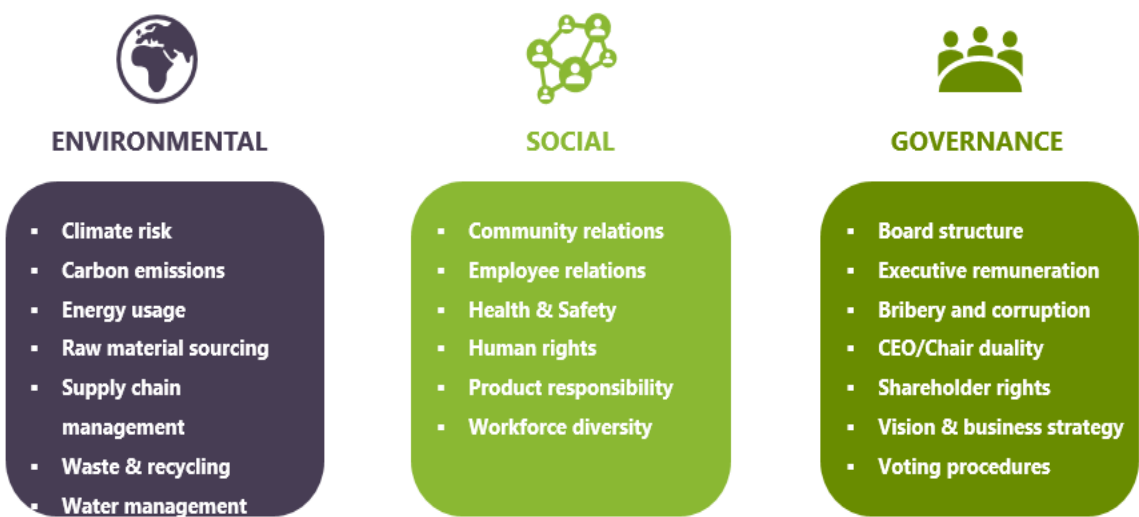 ENVIRONMENTAL
▪ Climate risk
▪ Carbon emissions
▪ Energy usage
▪ Raw material sourcing
▪ Supply chain
management
▪ Waste & recycling
▪ Water management
SOCIAL
▪ Community relations
▪ Employee relations
▪ Health & Safety
▪ Human rights
▪ Product responsibility
▪ Workforce diversity
GOVERNANCE
▪ Board structure
▪ Executive remuneration
▪ Bribery and corruption
▪ CEO/Chair duality
▪ Shareholder rights
▪ Vision & business strategy
▪ Voting procedures